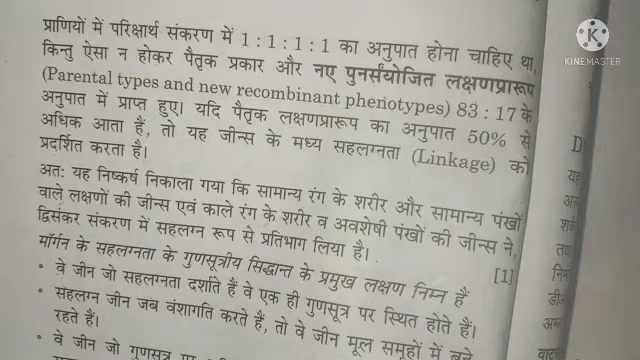 प्राणियों में परिक्षार्थ संकरण में 1 : 1 : 1 : 1 का अनुपात होना चाहिए था,
किन्तु ऐसा न होकर पैतृक प्रकार और नए पुनर्संयोजित लक्षणप्रारूप
(Parental types and new recombinant phenotypes) 83 : 17 के
अनुपात में प्राप्त हुए। यदि पैतृक लक्षणप्रारूप का अनुपात 50% से
अधिक आता है, तो यह जीन्स के मध्य सहलग्नता (Linkage) को
प्रदर्शित करता है।
अतः यह निष्कर्ष निकाला गया कि सामान्य रंग के शरीर और सामान्य पंखों
वाले लक्षणों की जीन्स एवं काले रंग के शरीर व अवशेषी पंखों की जीन्स ने,
द्विसंकर संकरण में सहलग्न रूप से प्रतिभाग लिया है। [1]
मॉर्गन के सहलग्नता के गुणसूत्रीय सिद्धान्त के प्रमुख लक्षण निम्न हैं
• वे जीन जो सहलग्नता दर्शाते हैं वे एक ही गुणसूत्र पर स्थित होते हैं।
• सहलग्न जीन जब वंशागति करते हैं, तो वे जीन मूल समूहों में बने
रहते हैं।
• वे जीन जो गुणसूत्र पर
D
यह
तथ
निम
KINEMASTER